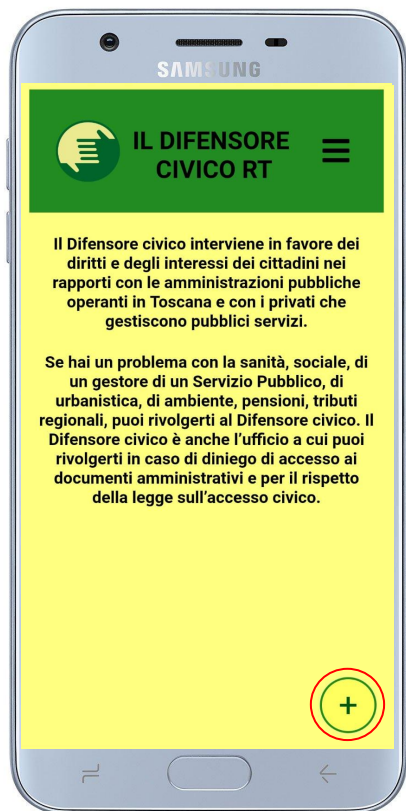 SAMSUNG
IL DIFENSORE
CIVICO RT
Il Difensore civico interviene in favore dei
diritti e degli interessi dei cittadini nei
rapporti con le amministrazioni pubbliche
operanti in Toscana e con i privati che
gestiscono pubblici servizi.
Se hai un problema con la sanità, sociale, di
un gestore di un Servizio Pubblico, di
urbanistica, di ambiente, pensioni, tributi
regionali, puoi rivolgerti al Difensore civico. Il
Difensore civico è anche l’ufficio a cui puoi
rivolgerti in caso di diniego di accesso ai
documenti amministrativi e per il rispetto
della legge sull’accesso civico.
+